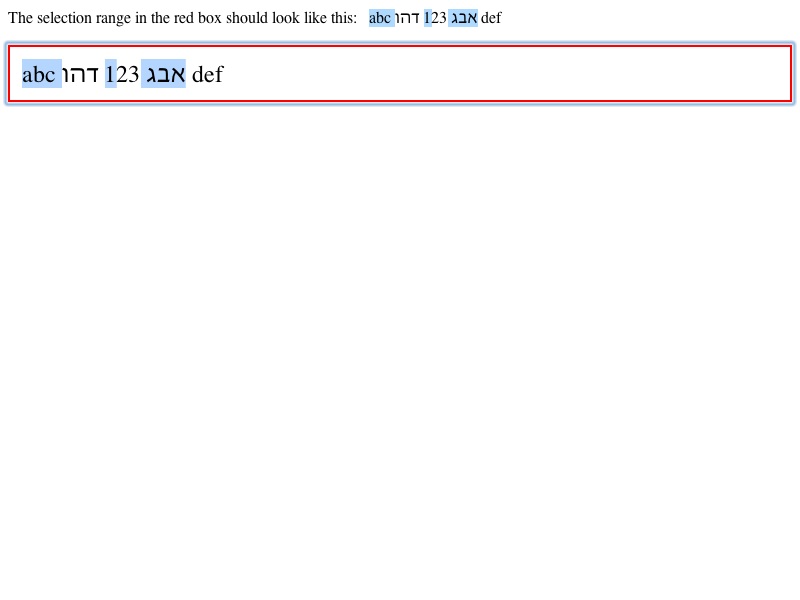 The selection range in the red box should look like this: abc אבג 123 דהו def
abc אבג 123 דהו def